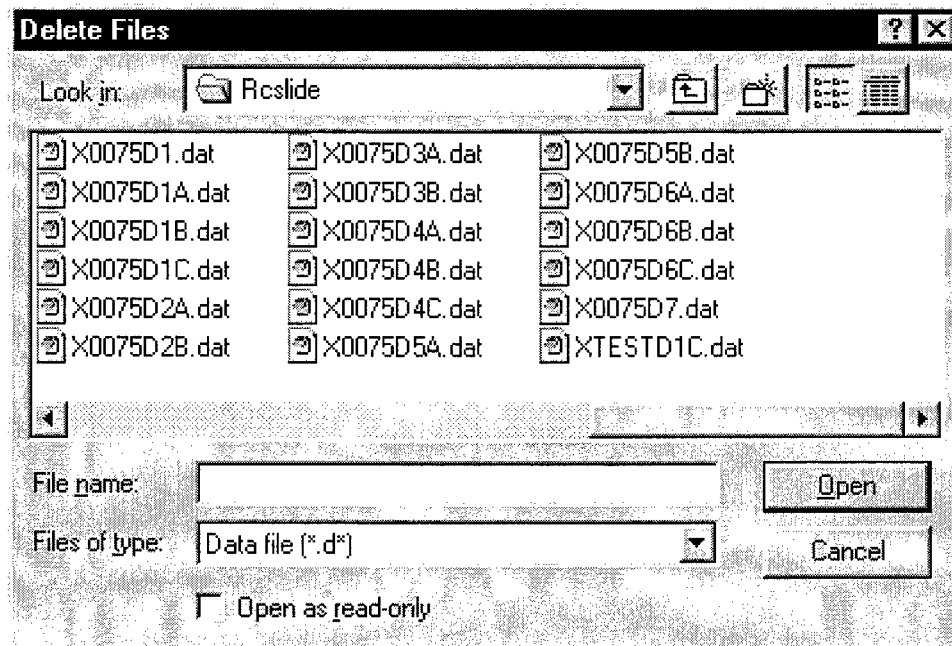 Delete Files
Look in: Rcslide
X0075D1.dat X0075D3A.dat X0075D5B.dat
X0075D1A.dat X0075D3B.dat X0075D6A.dat
X0075D1B.dat X0075D4A.dat X0075D6B.dat
X0075D1C.dat X0075D4B.dat X0075D6C.dat
X0075D2A.dat X0075D4C.dat X0075D7.dat
X0075D2B.dat X0075D5A.dat XTESTD1C.dat
File name: Open
Files of type: Data file (*.d*) Cancel
Open as read-only